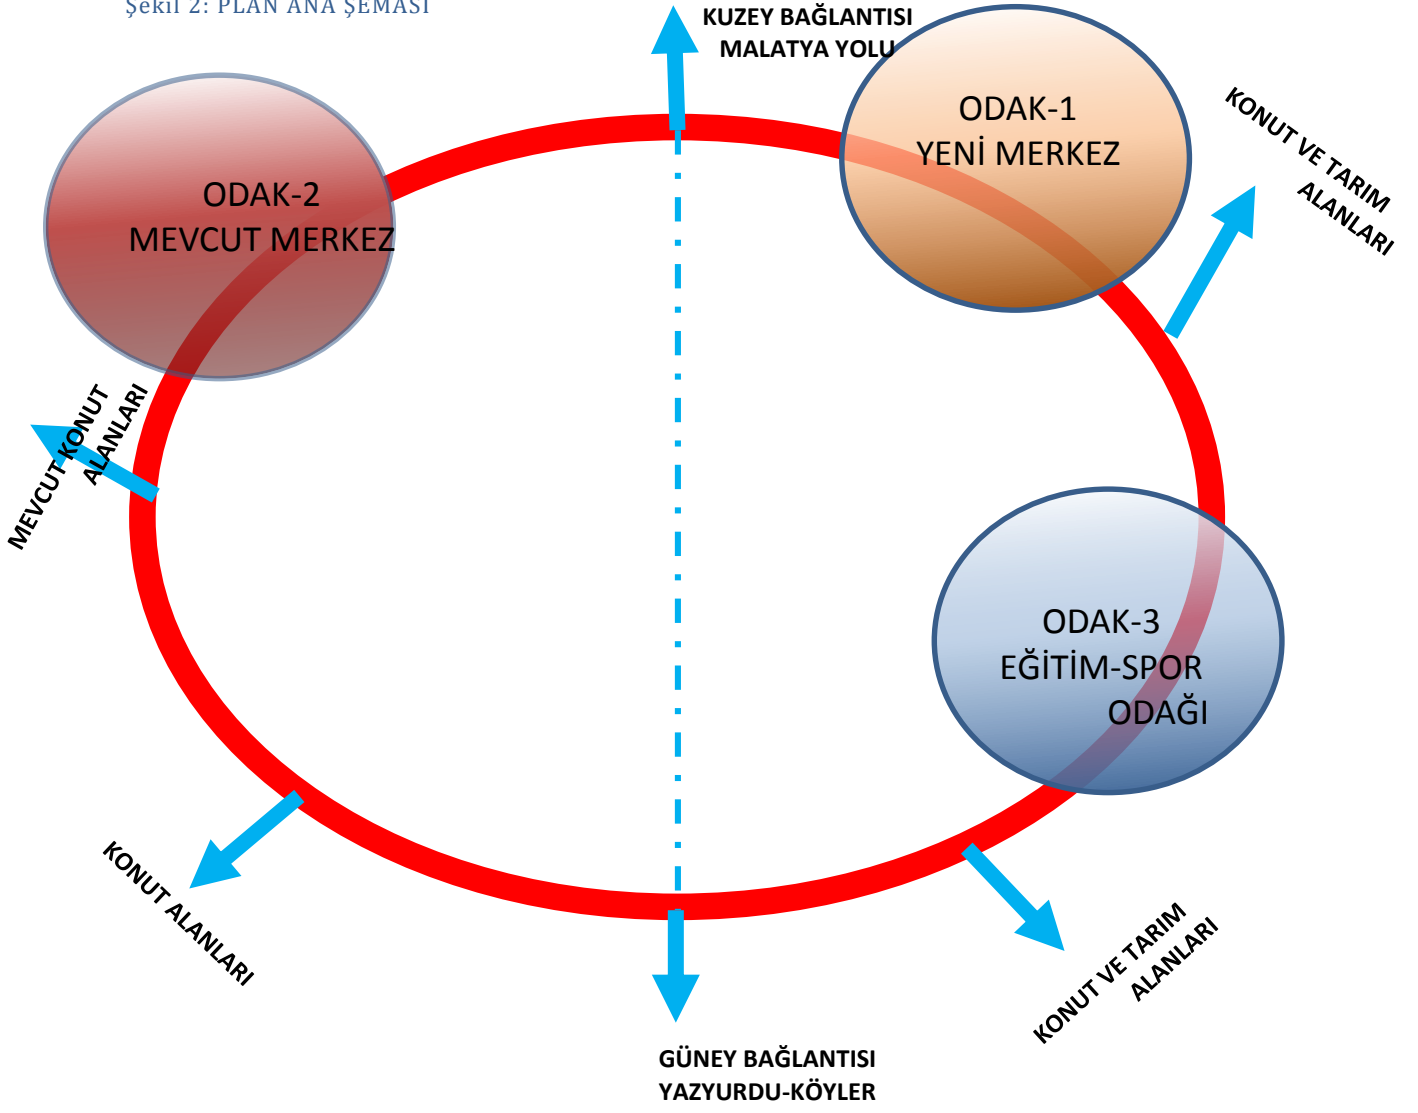 Şekil 2: PLAN ANA ŞEMASI
KUZEY BAĞLANTISI
MALATYA YOLU
ODAK-1
YENİ MERKEZ
KONUT VE TARIM
ALANLARI
ODAK-2
MEVCUT MERKEZ
MEVCUT KONUT
ALANLARI
ODAK-3
EĞİTİM-SPOR
ODAĞI
KONUT ALANLARI
KONUT VE TARIM
ALANLARI
GÜNEY BAĞLANTISI
YAZYURDU-KÖYLER